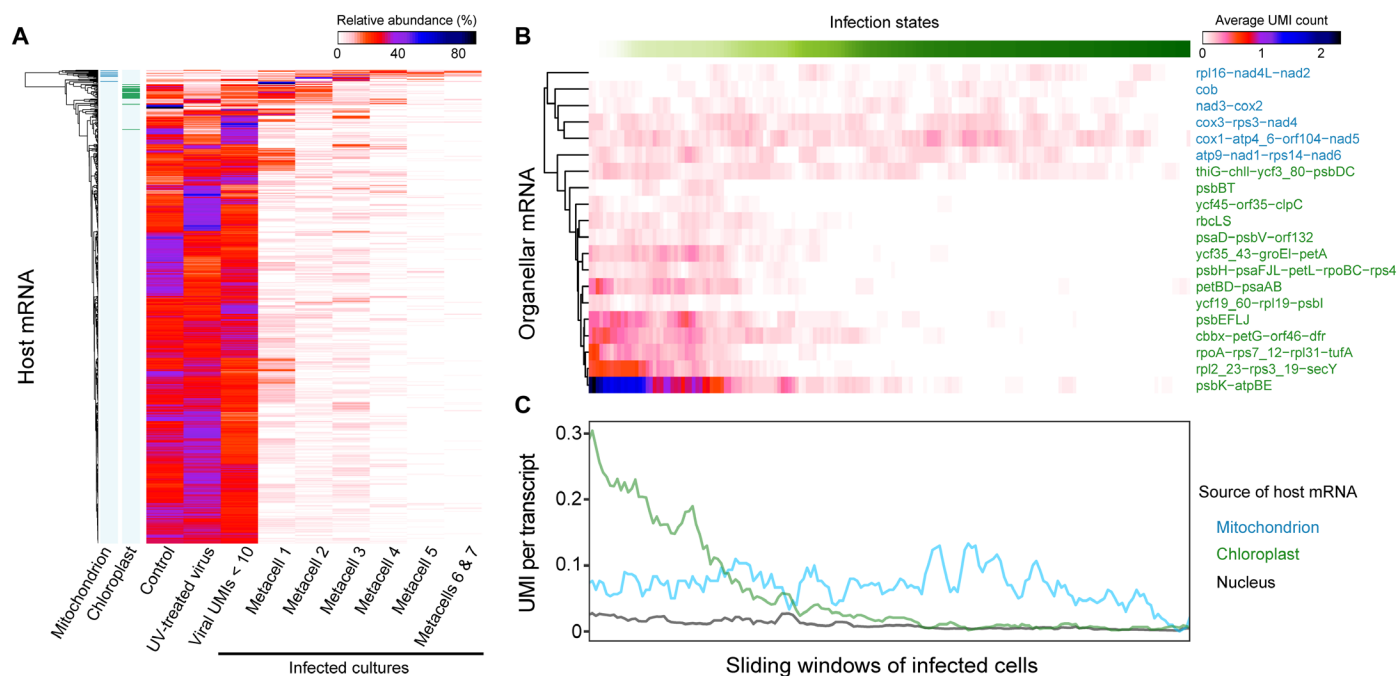 A
Relative abundance (%)
0 40 80
Host mRNA
Mitochondrion
Chloroplast
Control
UV-treated virus
Viral UMIs < 10
Metacell 1
Metacell 2
Metacell 3
Metacell 4
Metacell 5
Metacells 6 & 7
Infected cultures
B
Infection states
Average UMI count
0 1 2
Organellar mRNA
rpl16−nad4L−nad2
cob
nad3−cox2
cox3−rps3−nad4
cox1−atp4_6−orf104−nad5
atp9−nad1−rps14−nad6
thiG−chlI−ycf3_80−psbDC
psbBT
ycf45−orf35−clpC
rbcLS
psaD−psbV−orf132
ycf35_43−groEl−petA
psbH−psaFJL−petL−rpoBC−rps4
petBD−psaAB
ycf19_60−rpl19−psbI
psbEFLJ
cbbx−petG−orf46−dfr
rpoA−rps7_12−rpl31−tufA
rpl2_23−rps3_19−secY
psbK−atpBE
C
UMI per transcript
0.3
0.2
0.1
0
Sliding windows of infected cells
Source of host mRNA
Mitochondrion
Chloroplast
Nucleus